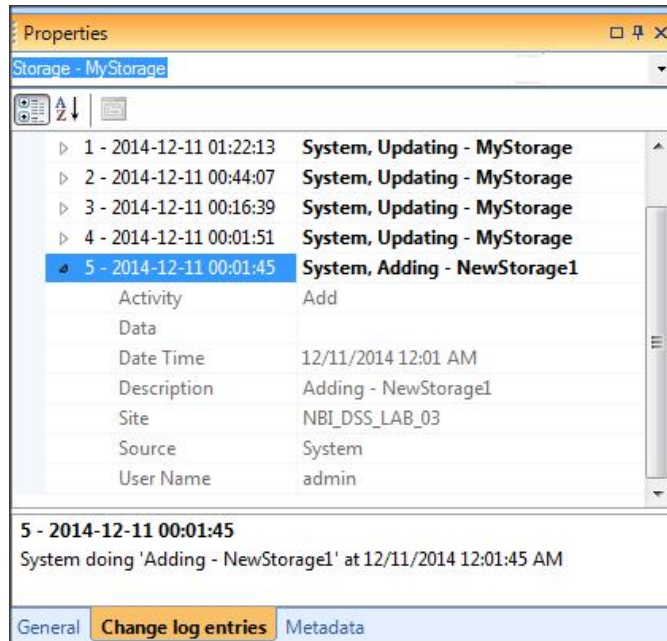 Properties
Storage - MyStorage
1 - 2014-12-11 01:22:13 System, Updating - MyStorage
2 - 2014-12-11 00:44:07 System, Updating - MyStorage
3 - 2014-12-11 00:16:39 System, Updating - MyStorage
4 - 2014-12-11 00:01:51 System, Updating - MyStorage
5 - 2014-12-11 00:01:45 System, Adding - NewStorage1
Activity Add
Data
Date Time 12/11/2014 12:01 AM
Description Adding - NewStorage1
Site NBI_DSS_LAB_03
Source System
User Name admin
5 - 2014-12-11 00:01:45
System doing 'Adding - NewStorage1' at 12/11/2014 12:01:45 AM
General Change log entries Metadata